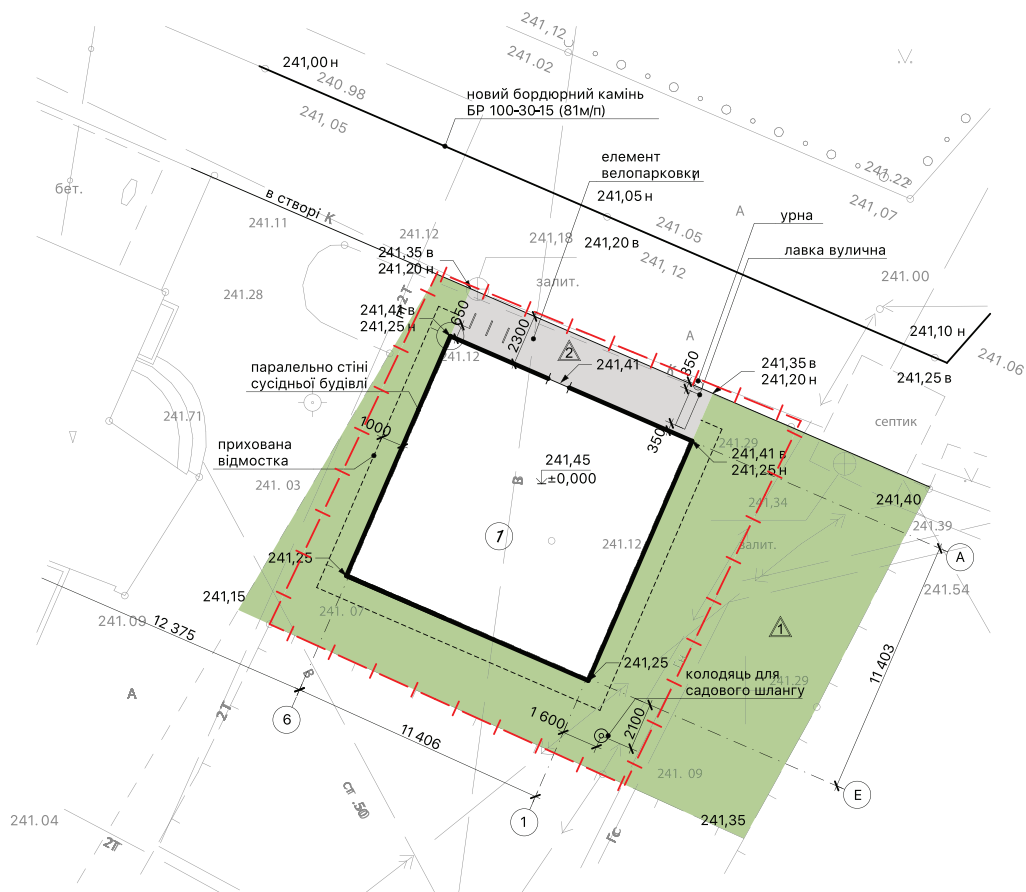 241,12
241.02
241,00 н
240.98
241, 05
новий бордюрний камінь
БР 100-30-15 (81м/п)
елемент
велопарковки
241,05 н
241.22
241,07
А
урна
бет.
в створі К
241.11
241.12
241,18
241.05
241,20 в
241, 12
лавка вулична
241,35 в
241,20 н
залит.
241.00
241.28
2Т
241,41 в
241,25 н
650
2300
А
241,10 н
241.06
241.12
2
241,41
850
К
241,35 в
241,20 н
241,25 в
паралельно стіні
сусідньої будівлі
241.71
1000
350
241.29
септик
прихована
відмостка
241,45
±0,000
241,41 в
241,25 н
241. 03
В
241,34
241,40
241.39
1
241.12
залит.
А
241,25
241.54
241,15
241. 07
241.09
12 375
1
11 403
241,25
колодязь для
садового шлангу
241.29
А
В
2Т
6
1 600
2100
11 406
241. 09
Е
ст .50
241.04
1
241,35
2Т
Гс